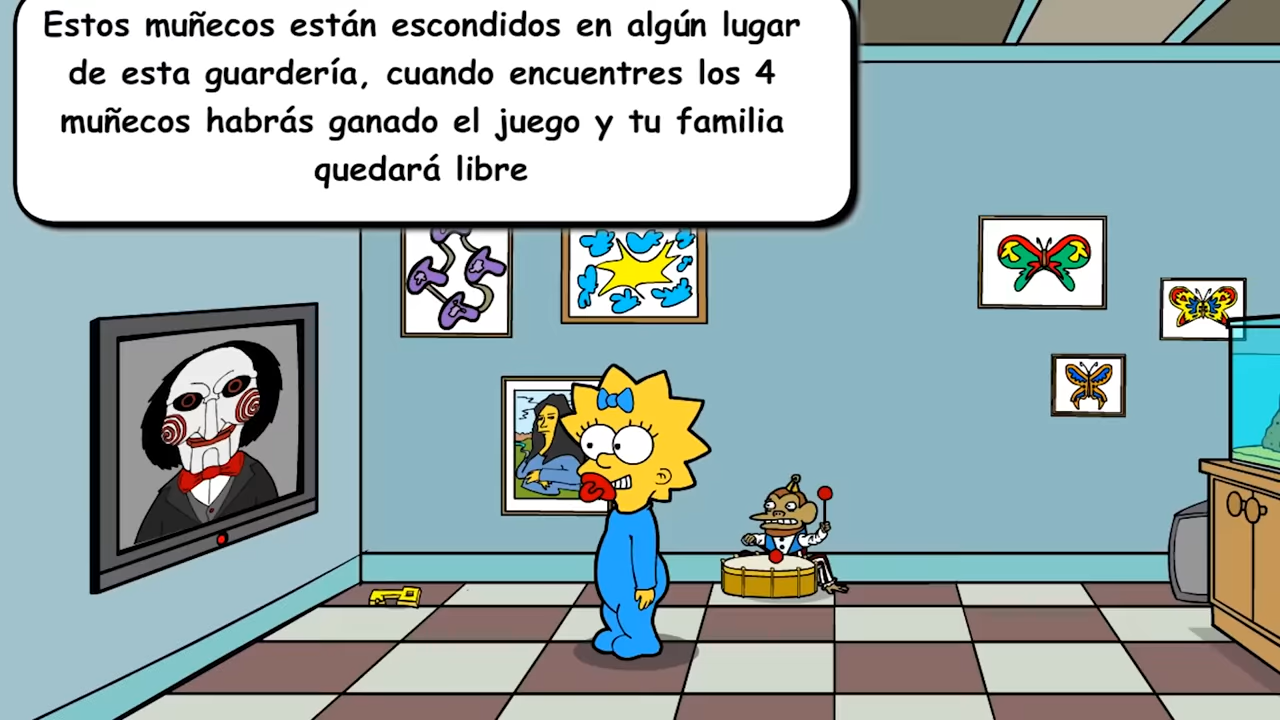 Estos muñecos están escondidos en algún lugar
de esta guardería, cuando encuentres los 4
muñecos habrás ganado el juego y tu familia
quedará libre